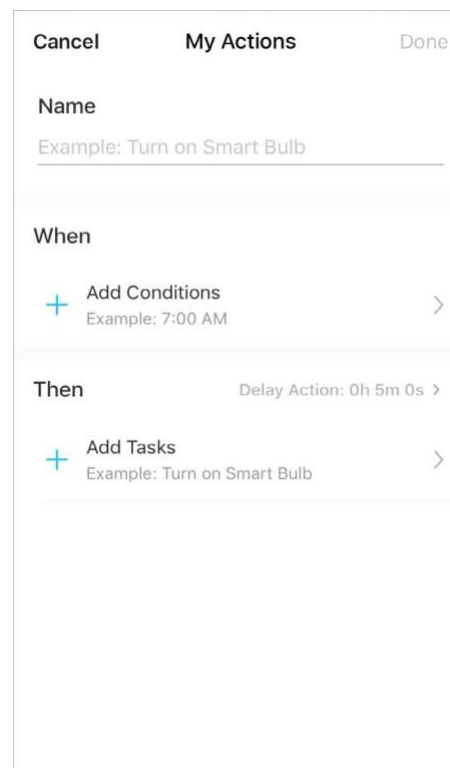 Cancel My Actions Done
Name
Example: Turn on Smart Bulb
When
Add Conditions
Example: 7:00 AM
Then Delay Action: 0h 5m 0s >
Add Tasks
Example: Turn on Smart Bulb